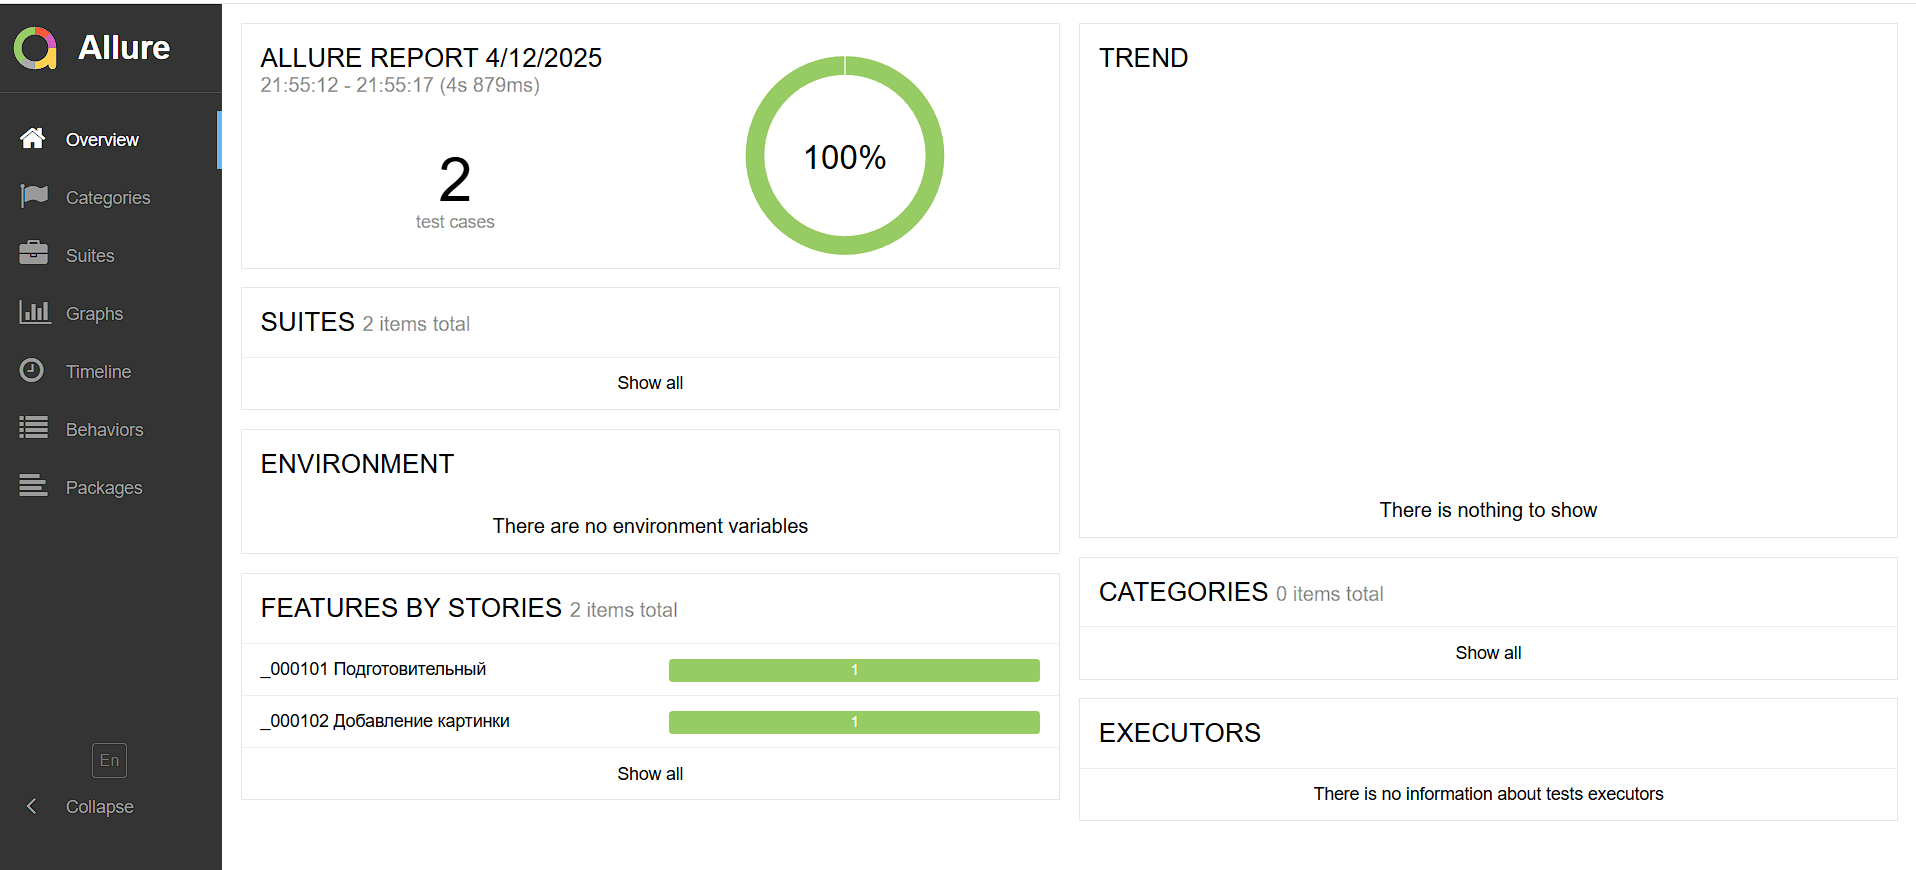 Allure
Overview
Categories
Suites
Graphs
Timeline
Behaviors
Packages
En
Collapse
ALLURE REPORT 4/12/2025
21:55:12 - 21:55:17 (4s 879ms)
2
test cases
100%
SUITES 2 items total
Show all
ENVIRONMENT
There are no environment variables
FEATURES BY STORIES 2 items total
_000101 Подготовительный 1
_000102 Добавление картинки 1
Show all
TREND
There is nothing to show
CATEGORIES 0 items total
Show all
EXECUTORS
There is no information about tests executors